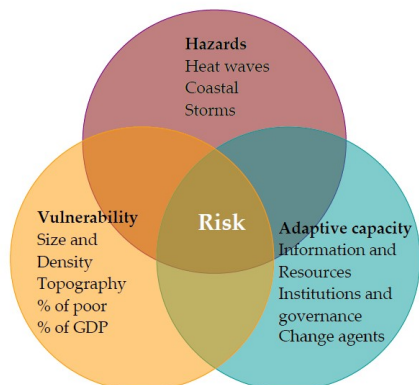 Hazards
Heat waves
Coastal
Storms
Vulnerability
Size and
Density
Topography
% of poor
% of GDP
Risk
Adaptive capacity
Information and
Resources
Institutions and
governance
Change agents